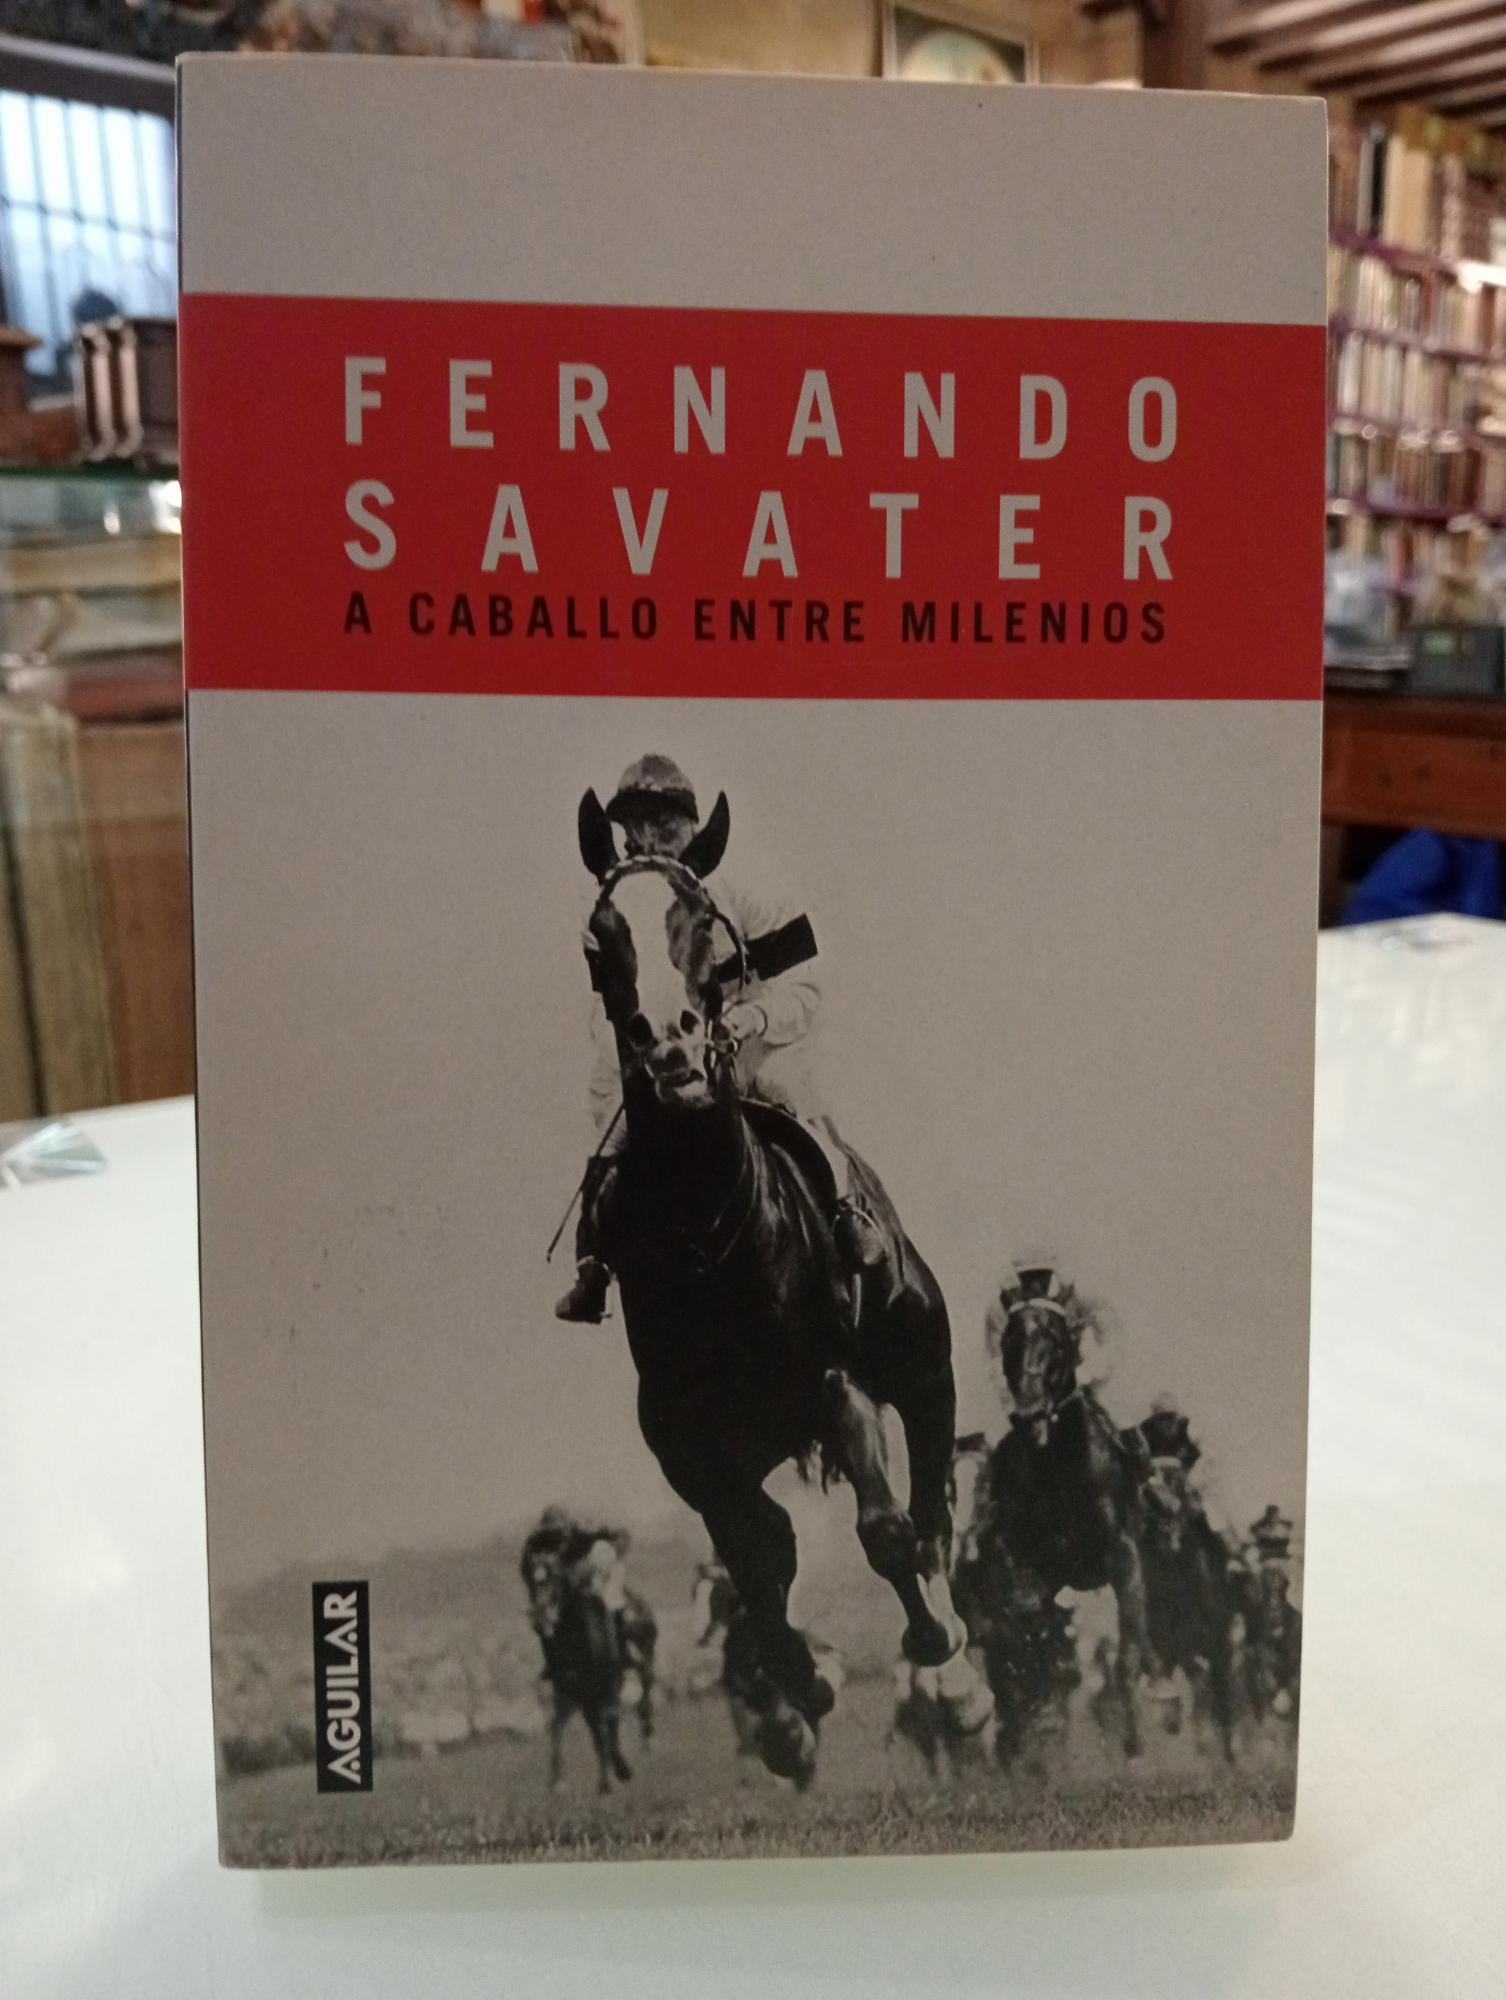 FERNANDO
SAVATER
A CABALLO ENTRE MILENIOS
AGUILAR